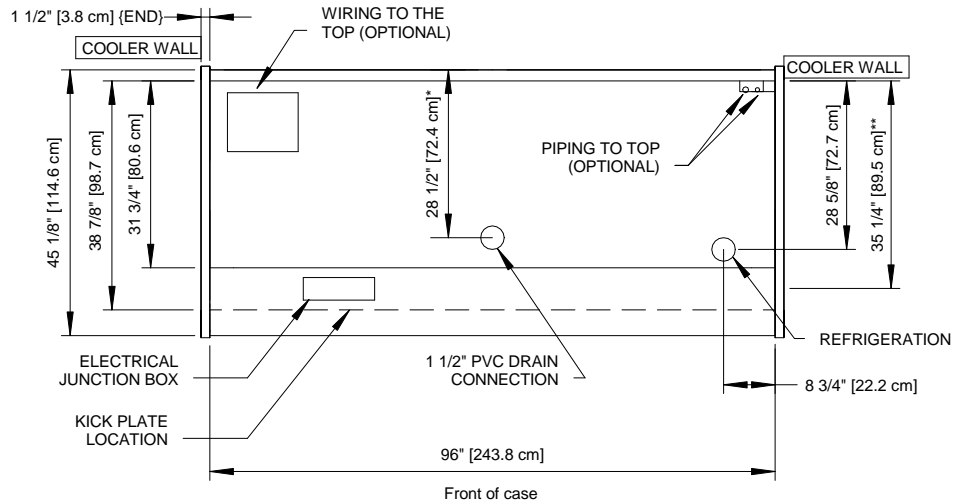 1 1/2" [3.8 cm] {END}
WIRING TO THE
TOP (OPTIONAL)
COOLER WALL
COOLER WALL
45 1/8" [114.6 cm]
38 7/8" [98.7 cm]
31 3/4" [80.6 cm]
28 1/2" [72.4 cm]*
PIPING TO TOP
(OPTIONAL)
28 5/8" [72.7 cm]
35 1/4" [89.5 cm]**
ELECTRICAL
JUNCTION BOX
1 1/2" PVC DRAIN
CONNECTION
REFRIGERATION
8 3/4" [22.2 cm]
KICK PLATE
LOCATION
96" [243.8 cm]
Front of case